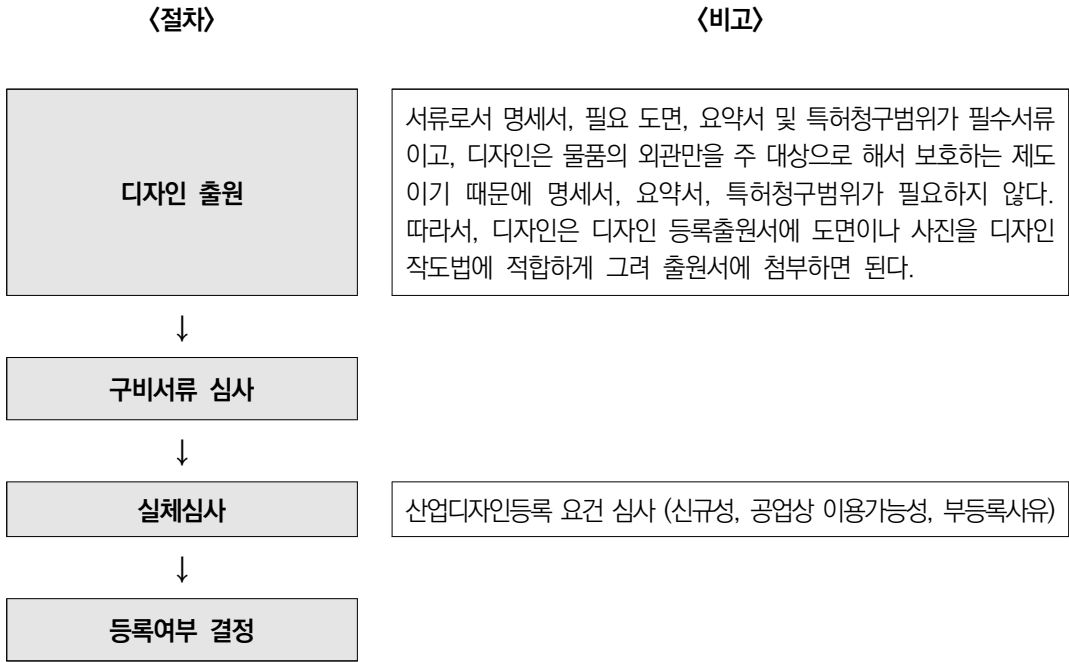 〈절차〉
〈비고〉
디자인 출원
서류로서 명세서, 필요 도면, 요약서 및 특허청구범위가 필수서류
이고, 디자인은 물품의 외관만을 주 대상으로 해서 보호하는 제도
이기 때문에 명세서, 요약서, 특허청구범위가 필요하지 않다.
따라서, 디자인은 디자인 등록출원서에 도면이나 사진을 디자인
작도법에 적합하게 그려 출원서에 첨부하면 된다.
↓
구비서류 심사
↓
실체심사
산업디자인등록 요건 심사 (신규성, 공업상 이용가능성, 부등록사유)
↓
등록여부 결정